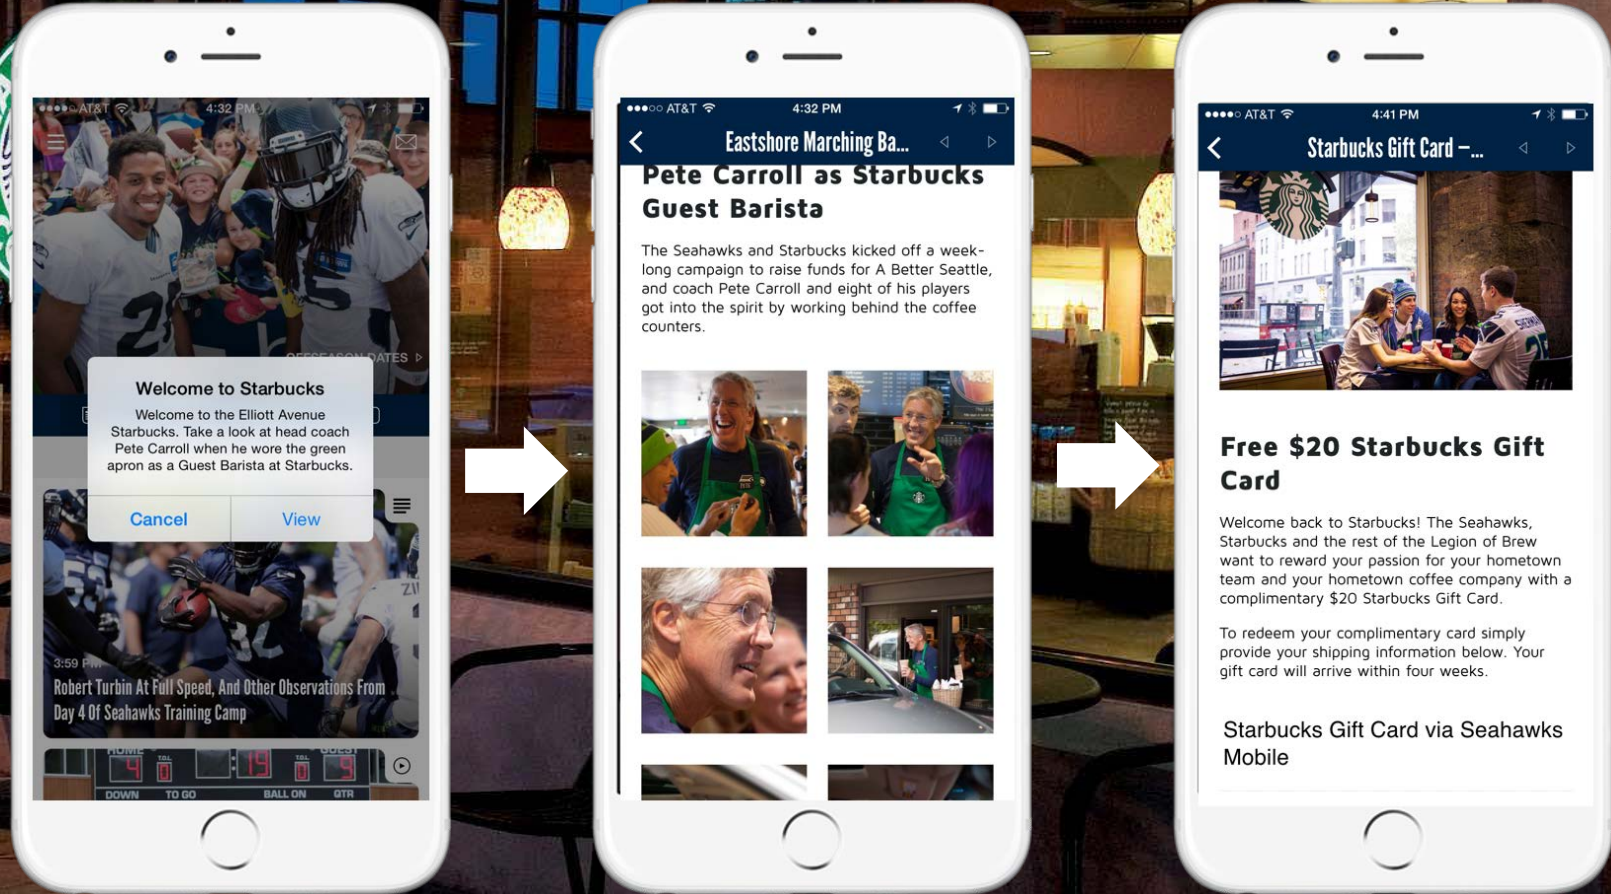 AT&T 4:32 PM
OFFSEASON DATES
Welcome to Starbucks
Welcome to the Elliott Avenue
Starbucks. Take a look at head coach
Pete Carroll when he wore the green
apron as a Guest Barista at Starbucks.
Cancel View
3:59 PM
Robert Turbin At Full Speed, And Other Observations From
Day 4 Of Seahawks Training Camp
HOME T.O.L. T.O.L. GUEST
4 0 :19 0 9
DOWN TO GO BALL ON QTR
AT&T 4:32 PM
Eastshore Marching Ba...
Pete Carroll as Starbucks
Guest Barista
The Seahawks and Starbucks kicked off a week-
long campaign to raise funds for A Better Seattle,
and coach Pete Carroll and eight of his players
got into the spirit by working behind the coffee
counters.
AT&T 4:41 PM
Starbucks Gift Card –...
Free $20 Starbucks Gift
Card
Welcome back to Starbucks! The Seahawks,
Starbucks and the rest of the Legion of Brew
want to reward your passion for your hometown
team and your hometown coffee company with a
complimentary $20 Starbucks Gift Card.
To redeem your complimentary card simply
provide your shipping information below. Your
gift card will arrive within four weeks.
Starbucks Gift Card via Seahawks
Mobile